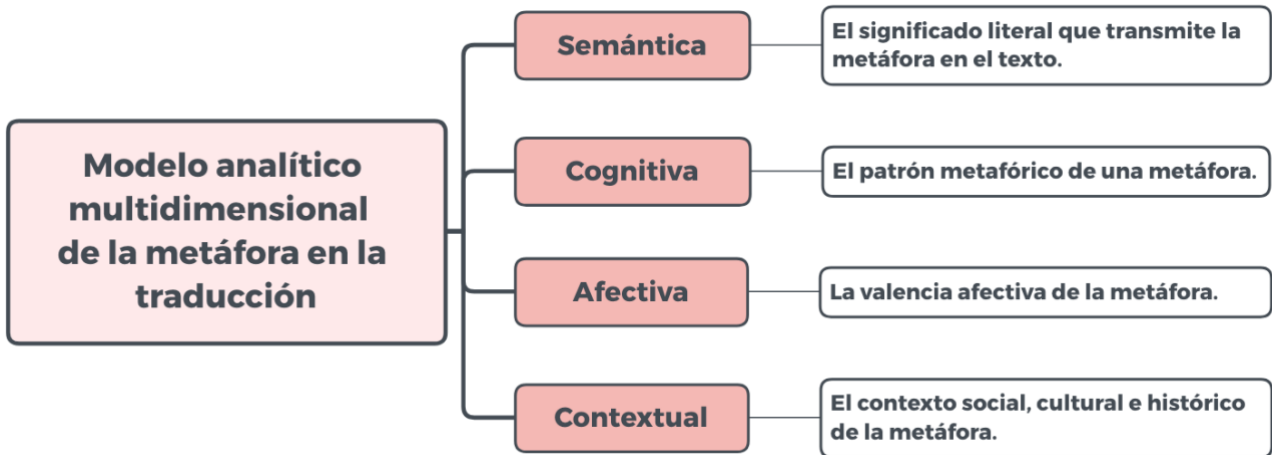 Modelo analítico
multidimensional
de la metáfora en la
traducción
Semántica
El significado literal que transmite la
metáfora en el texto.
Cognitiva
El patrón metafórico de una metáfora.
Afectiva
La valencia afectiva de la metáfora.
Contextual
El contexto social, cultural e histórico
de la metáfora.